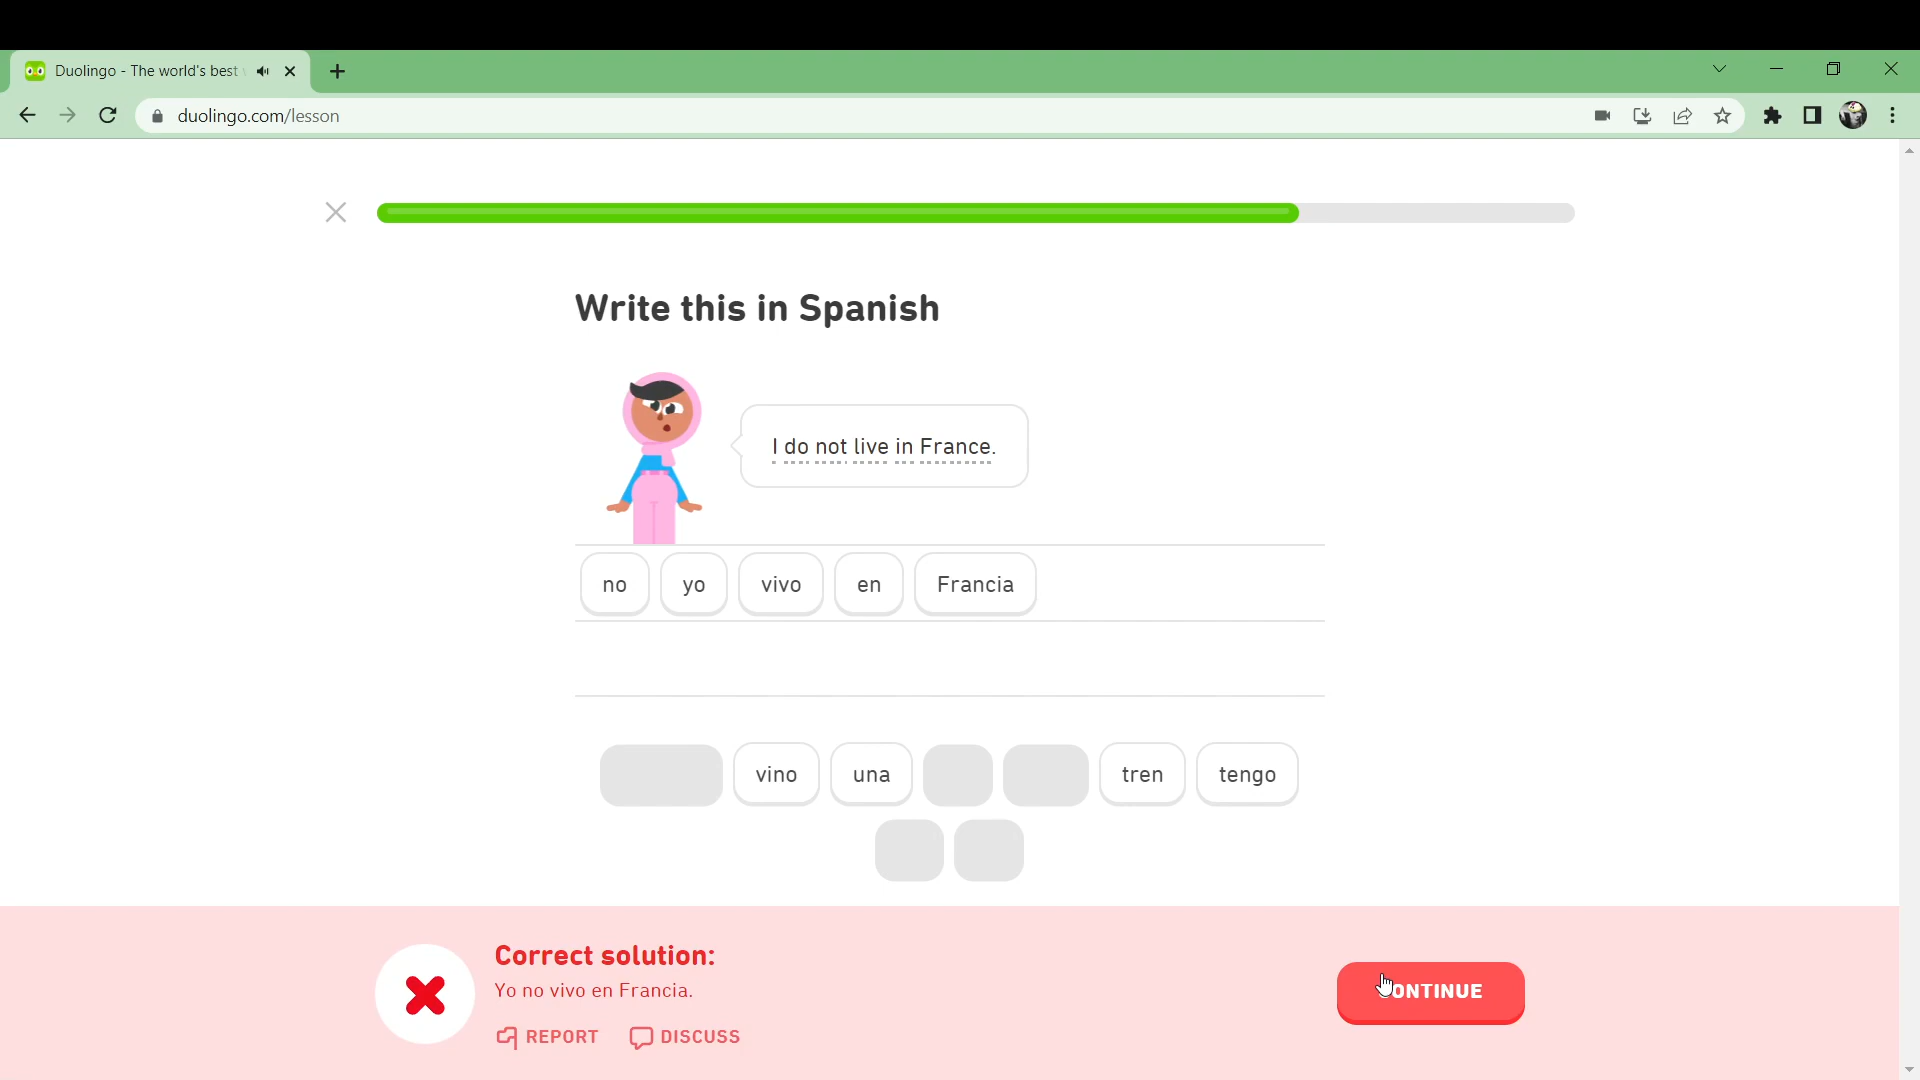 Duolingo - The world's best
duolingo.com/lesson
Write this in Spanish
I do not live in France.
no yo vivo en Francia
vino una tren tengo
Correct solution:
Yo no vivo en Francia.
REPORT DISCUSS
CONTINUE